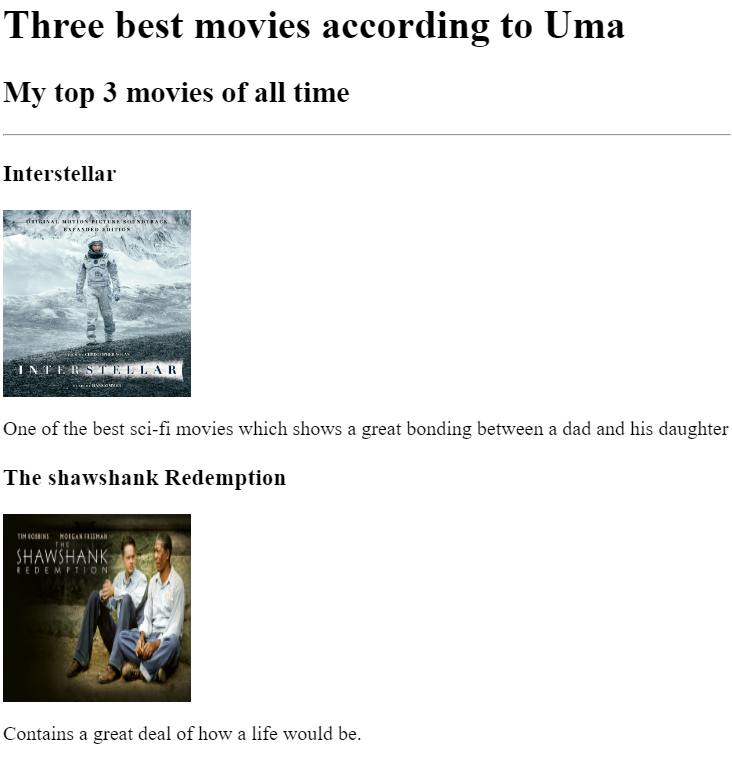 Three best movies according to Uma
My top 3 movies of all time
Interstellar
ORIGINAL MOTION PICTURE SOUNDTRACK
EXPANDED EDITION
A FILM BY CHRISTOPHER NOLAN
INTERSTELLAR
HANS ZIMMER
One of the best sci-fi movies which shows a great bonding between a dad and his daughter
The shawshank Redemption
TIM ROBBINS MORGAN FREEMAN
THE
SHAWSHANK
REDEMPTION
Contains a great deal of how a life would be.